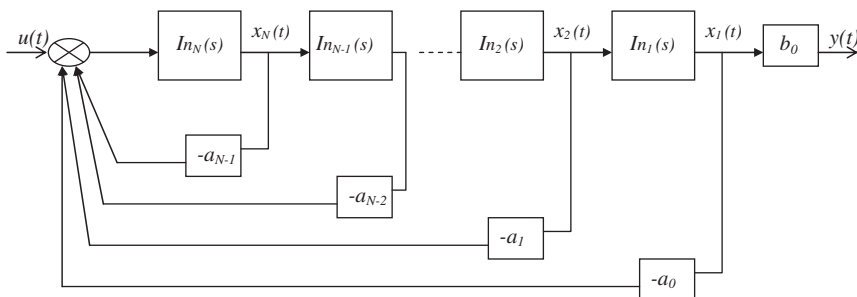 u(t)
In_N(s)
x_N(t)
In_{N-1}(s)
In_2(s)
x_2(t)
In_1(s)
x_1(t)
b_0
y(t)
-a_{N-1}
-a_{N-2}
-a_1
-a_0